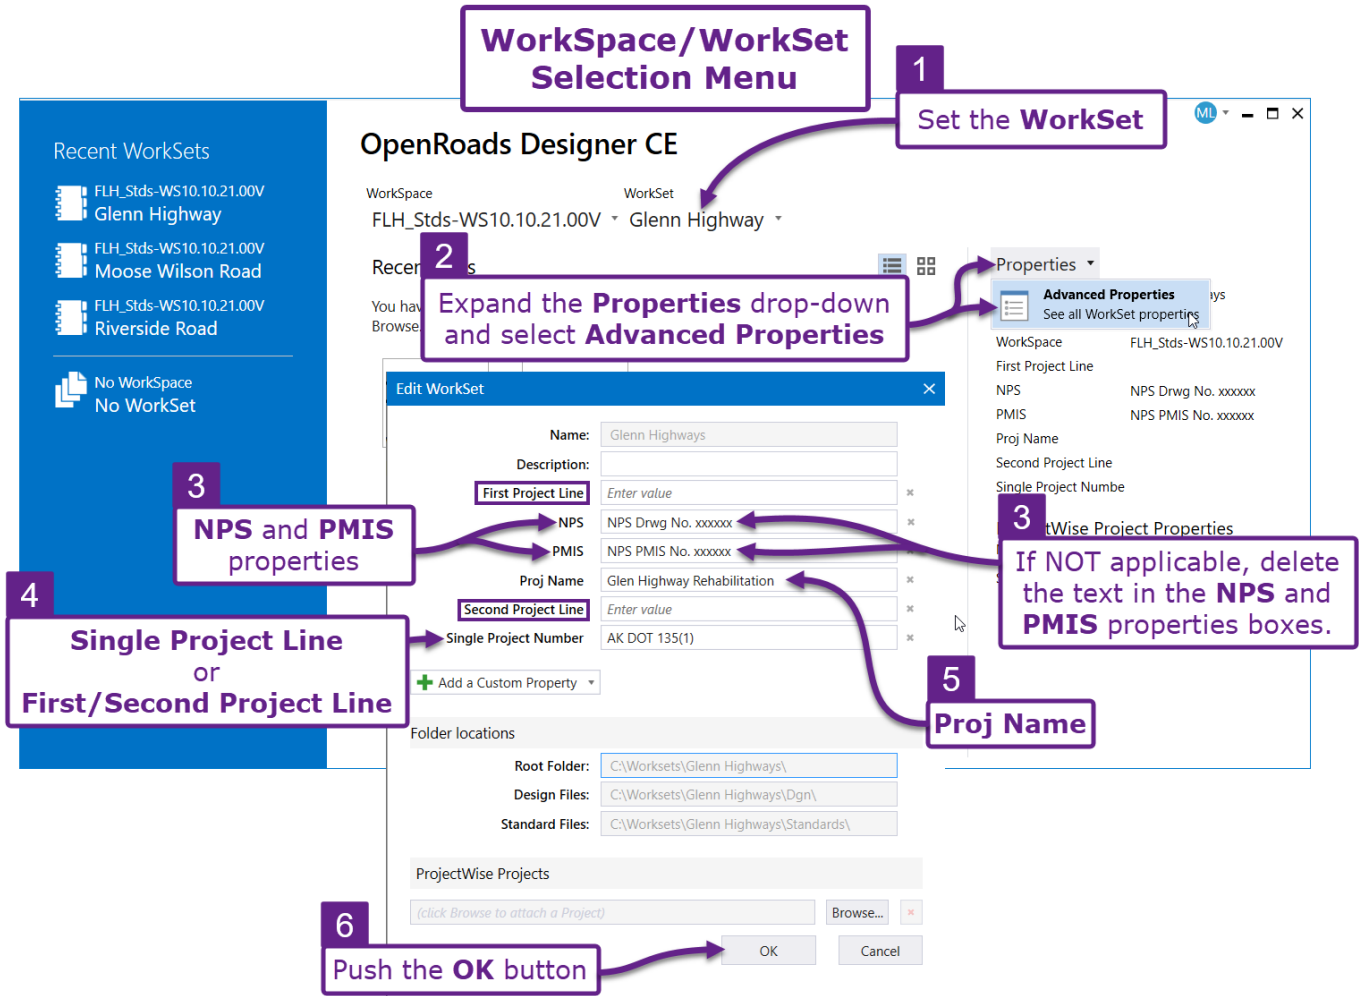 WorkSpace/WorkSet
Selection Menu
1
Set the WorkSet
ML
Recent WorkSets
FLH_Stds-WS10.10.21.00V
Glenn Highway
FLH_Stds-WS10.10.21.00V
Moose Wilson Road
FLH_Stds-WS10.10.21.00V
Riverside Road
No WorkSpace
No WorkSet
OpenRoads Designer CE
WorkSpace
WorkSet
FLH_Stds-WS10.10.21.00V
Glenn Highway
2
Expand the Properties drop-down
and select Advanced Properties
You hav
Browse
Properties
Advanced Properties
See all WorkSet properties
WorkSpace FLH_Stds-WS10.10.21.00V
First Project Line
NPS NPS Drwg No. xxxxxx
PMIS NPS PMIS No. xxxxxx
Proj Name
Second Project Line
Single Project Numbe
Wise Project Properties
Edit WorkSet
Name: Glenn Highways
Description:
First Project Line Enter value
NPS NPS Drwg No. xxxxxx
PMIS NPS PMIS No. xxxxxx
Proj Name Glen Highway Rehabilitation
Second Project Line Enter value
Single Project Number AK DOT 135(1)
Add a Custom Property
Folder locations
Root Folder: C:\Worksets\Glenn Highways\
Design Files: C:\Worksets\Glenn Highways\Dgn\
Standard Files: C:\Worksets\Glenn Highways\Standards\
ProjectWise Projects
(click Browse to attach a Project)
Browse...
OK
Cancel
3
NPS and PMIS
properties
3
If NOT applicable, delete
the text in the NPS and
PMIS properties boxes.
4
Single Project Line
or
First/Second Project Line
5
Proj Name
6
Push the OK button